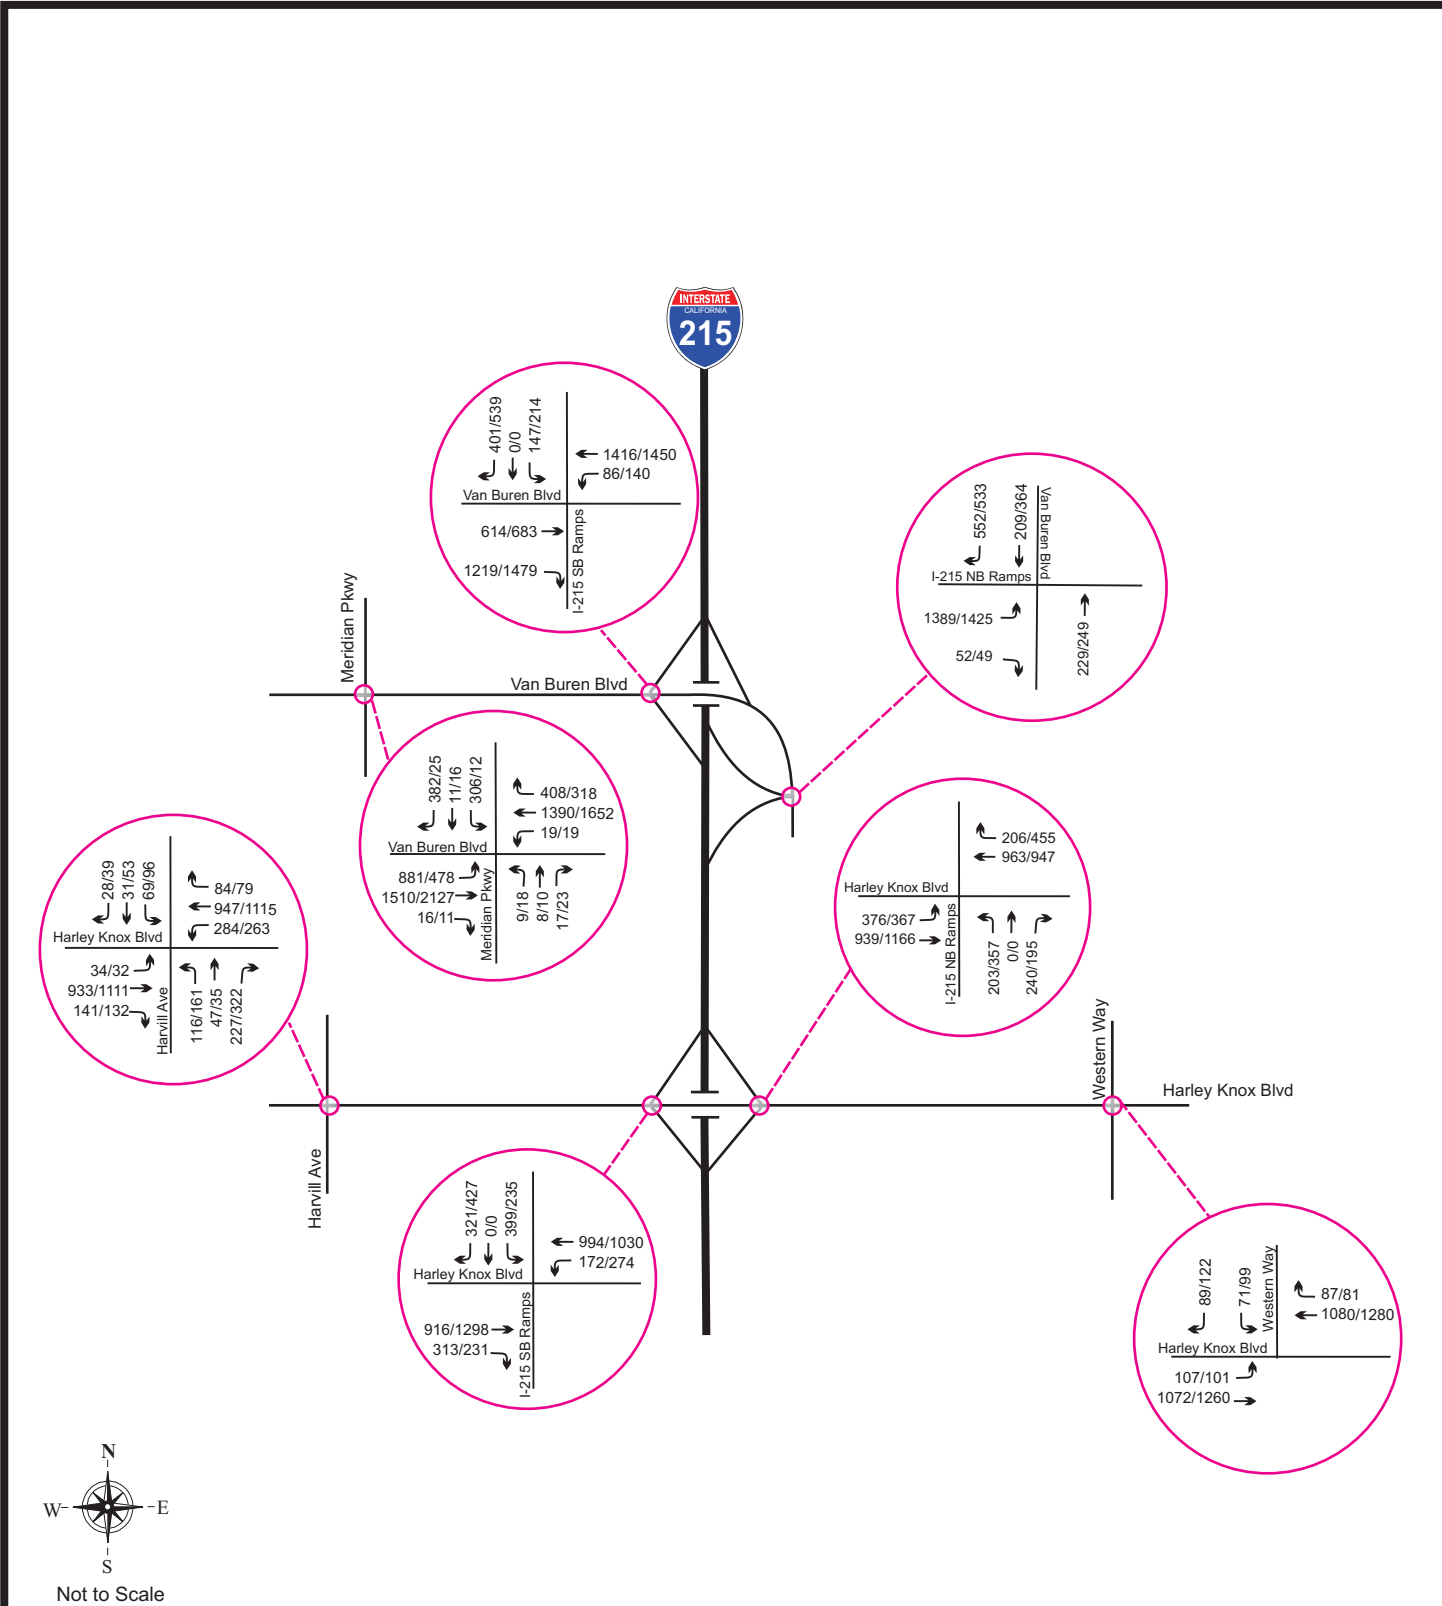 INTERSTATE
CALIFORNIA
215
401/539
0/0
147/214
1416/1450
86/140
Van Buren Blvd
614/683
1219/1479
I-215 SB Ramps
552/533
209/364
Van Buren Blvd
I-215 NB Ramps
1389/1425
52/49
229/249
Meridian Pkwy
Van Buren Blvd
382/25
11/16
306/12
408/318
1390/1652
19/19
Van Buren Blvd
881/478
1510/2127
16/11
Meridian Pkwy
9/18
8/10
17/23
206/455
963/947
Harley Knox Blvd
376/367
939/1166
I-215 NB Ramps
203/357
0/0
240/195
28/39
31/53
69/96
84/79
947/1115
284/263
Harley Knox Blvd
34/32
933/1111
141/132
Harvill Ave
116/161
47/35
227/322
Western Way
Harley Knox Blvd
Harvill Ave
321/427
0/0
399/235
994/1030
172/274
Harley Knox Blvd
916/1298
313/231
I-215 SB Ramps
89/122
71/99
Western Way
87/81
1080/1280
Harley Knox Blvd
107/101
1072/1260
N
W
E
S
Not to Scale